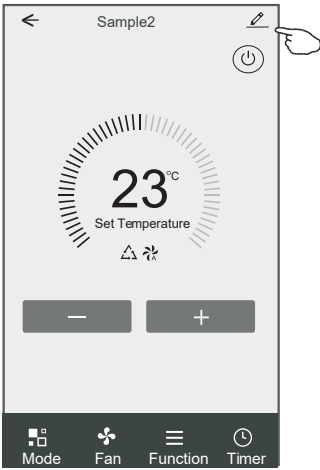 Sample2
23°C
Set Temperature
A
— +
Mode Fan Function Timer